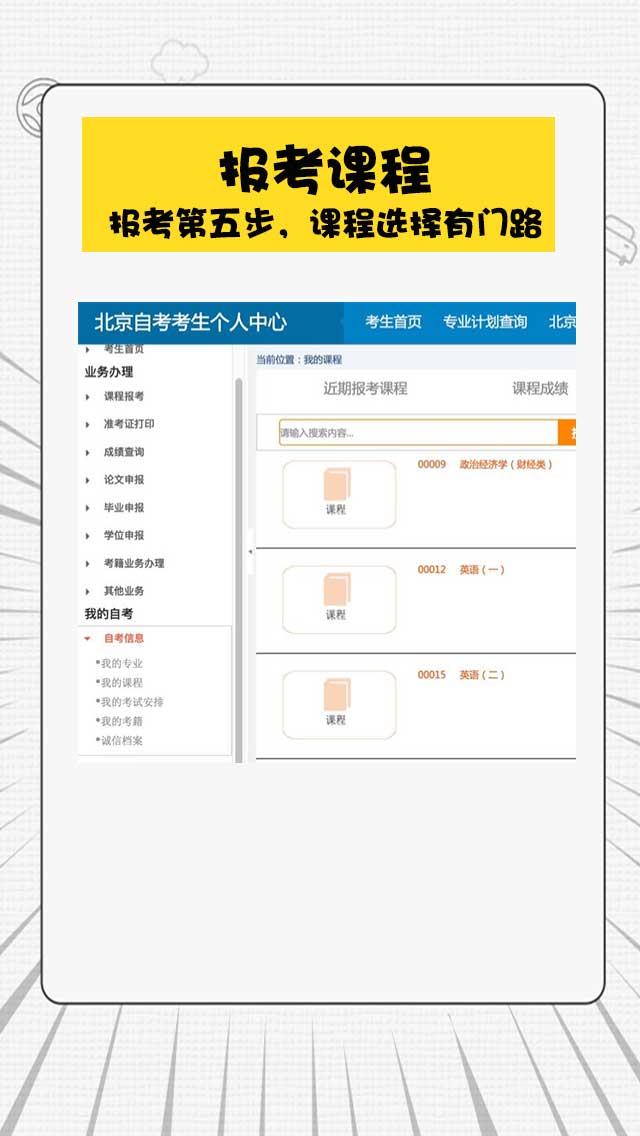 报考课程
报考第五步，课程选择有门路
北京自考考生个人中心
考生首页
专业计划查询
北京
考生首页
业务办理
课程报考
准考证打印
成绩查询
论文申报
毕业申报
学位申报
考籍业务办理
其他业务
我的自考
自考信息
•我的专业
•我的课程
•我的考试安排
•我的考籍
•诚信档案
当前位置：我的课程
近期报考课程
课程成绩
请输入搜索内容...
课程
00009 政治经济学（财经类）
课程
00012 英语（一）
课程
00015 英语（二）